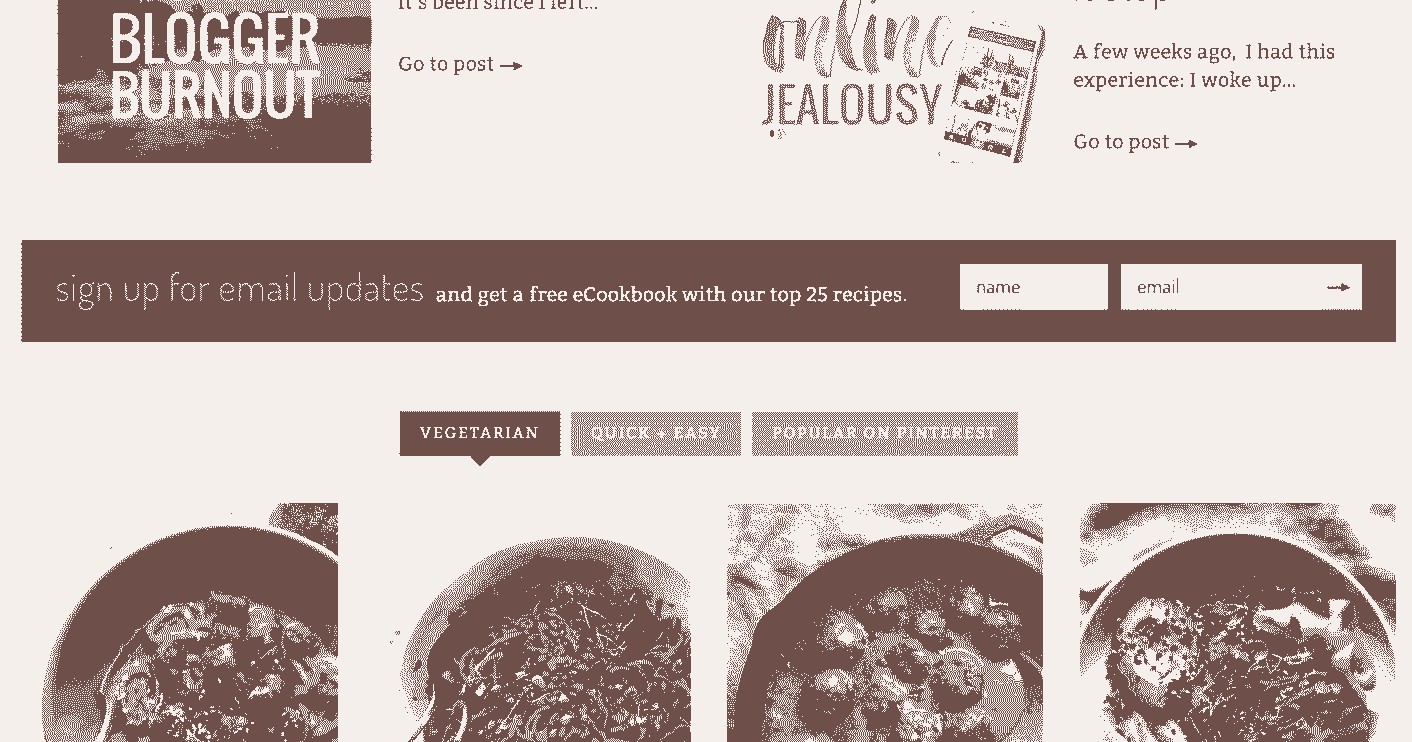 BLOGGER
BURNOUT
it's been since I left...
Go to post →
online
JEALOUSY
A few weeks ago, I had this
experience: I woke up...
Go to post →
sign up for email updates and get a free eCookbook with our top 25 recipes.
name
email →
VEGETARIAN
QUICK + EASY
POPULAR ON PINTEREST